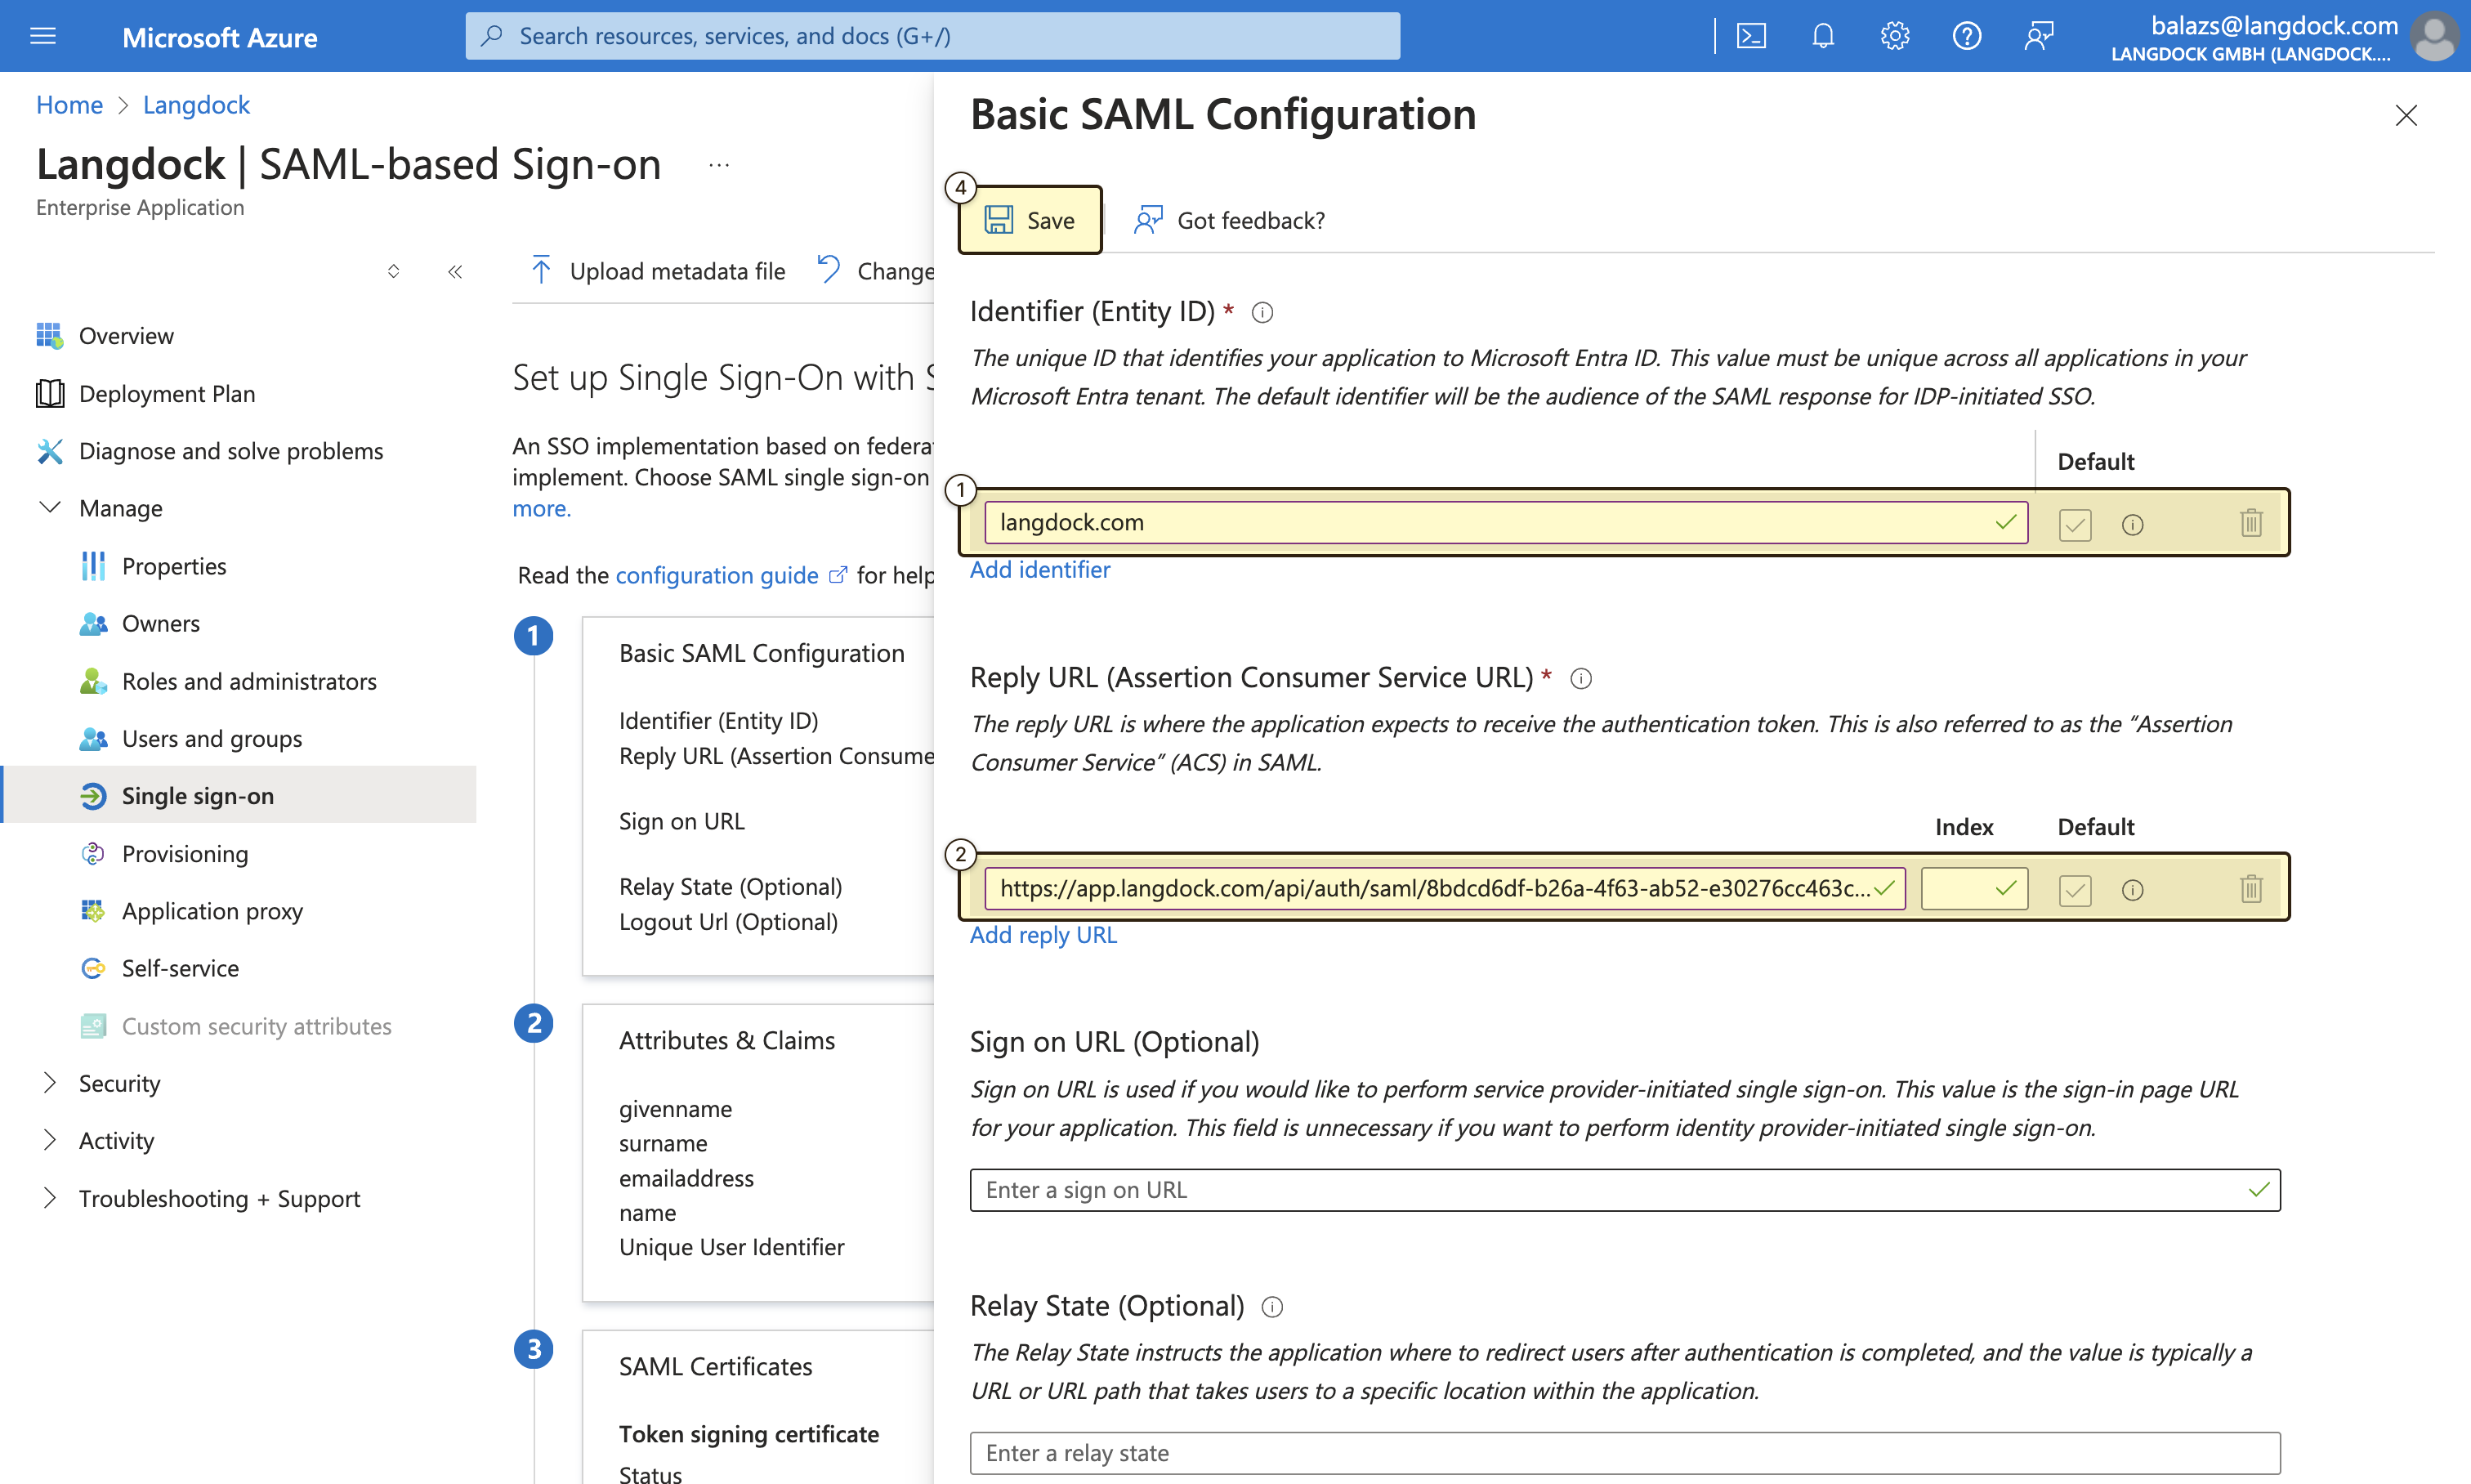 Microsoft Azure
Search resources, services, and docs (G+/)
balazs@langdock.com
LANGDOCK GMBH (LANGDOCK....
Home > Langdock
Langdock | SAML-based Sign-on ...
Enterprise Application
Overview
Deployment Plan
Diagnose and solve problems
Manage
Properties
Owners
Roles and administrators
Users and groups
Single sign-on
Provisioning
Application proxy
Self-service
Custom security attributes
Security
Activity
Troubleshooting + Support
Upload metadata file
Change
Set up Single Sign-On with S
An SSO implementation based on federat
implement. Choose SAML single sign-on
more.
Read the configuration guide for help
1
Basic SAML Configuration
Identifier (Entity ID)
Reply URL (Assertion Consume
Sign on URL
Relay State (Optional)
Logout Url (Optional)
2
Attributes & Claims
givenname
surname
emailaddress
name
Unique User Identifier
3
SAML Certificates
Token signing certificate
Status
Basic SAML Configuration
4
Save
Got feedback?
Identifier (Entity ID) *
The unique ID that identifies your application to Microsoft Entra ID. This value must be unique across all applications in your
Microsoft Entra tenant. The default identifier will be the audience of the SAML response for IDP-initiated SSO.
Default
1
langdock.com
Add identifier
Reply URL (Assertion Consumer Service URL) *
The reply URL is where the application expects to receive the authentication token. This is also referred to as the “Assertion
Consumer Service” (ACS) in SAML.
Index Default
2
https://app.langdock.com/api/auth/saml/8bdcd6df-b26a-4f63-ab52-e30276cc463c...
Add reply URL
Sign on URL (Optional)
Sign on URL is used if you would like to perform service provider-initiated single sign-on. This value is the sign-in page URL
for your application. This field is unnecessary if you want to perform identity provider-initiated single sign-on.
Enter a sign on URL
Relay State (Optional)
The Relay State instructs the application where to redirect users after authentication is completed, and the value is typically a
URL or URL path that takes users to a specific location within the application.
Enter a relay state